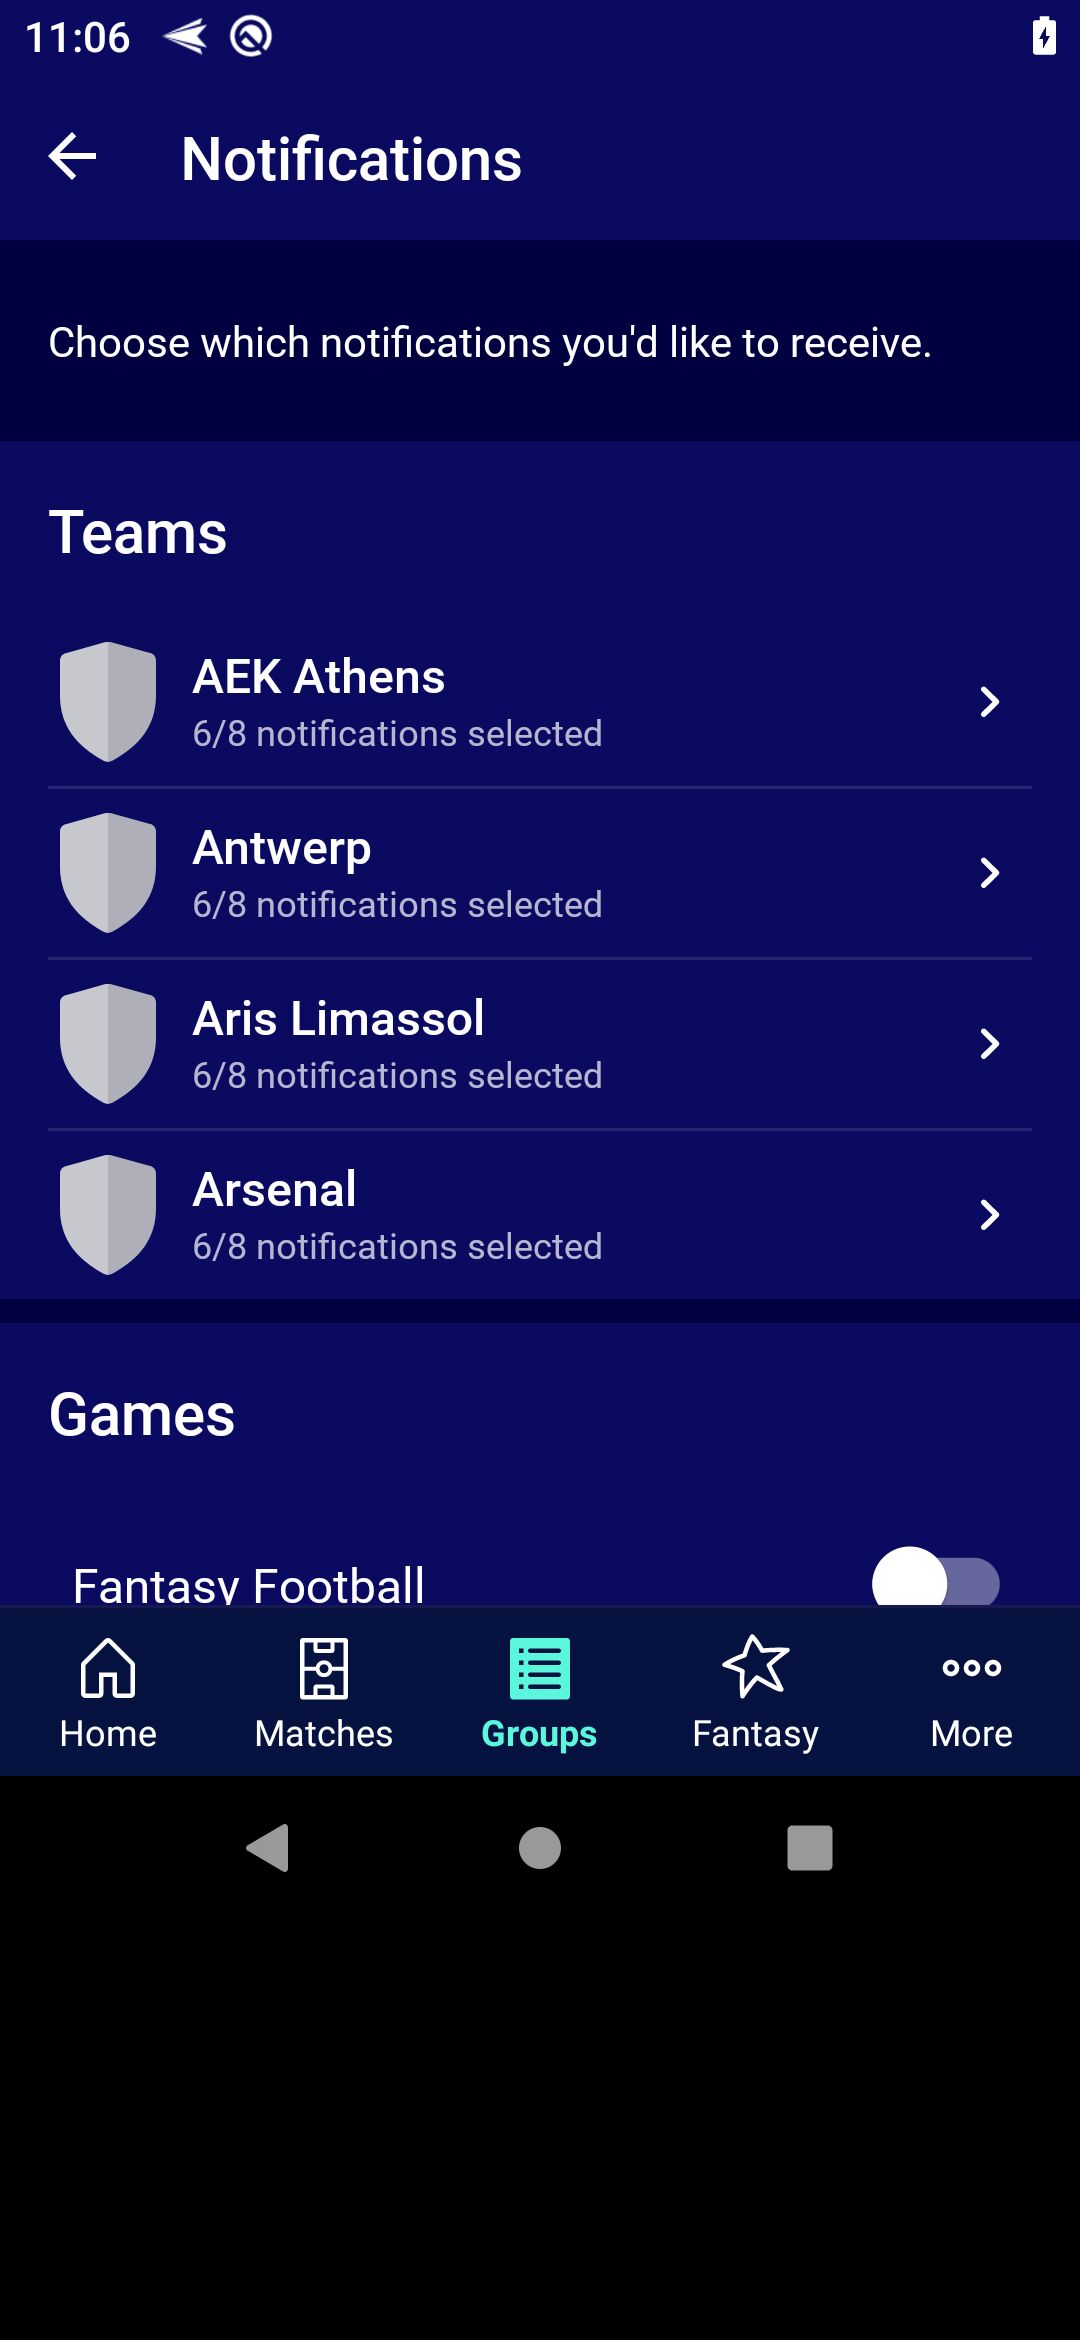 11:06
Notifications
Choose which notifications you'd like to receive.
Teams
AEK Athens
6/8 notifications selected
Antwerp
6/8 notifications selected
Aris Limassol
6/8 notifications selected
Arsenal
6/8 notifications selected
Games
Fantasy Football
Home
Matches
Groups
Fantasy
More